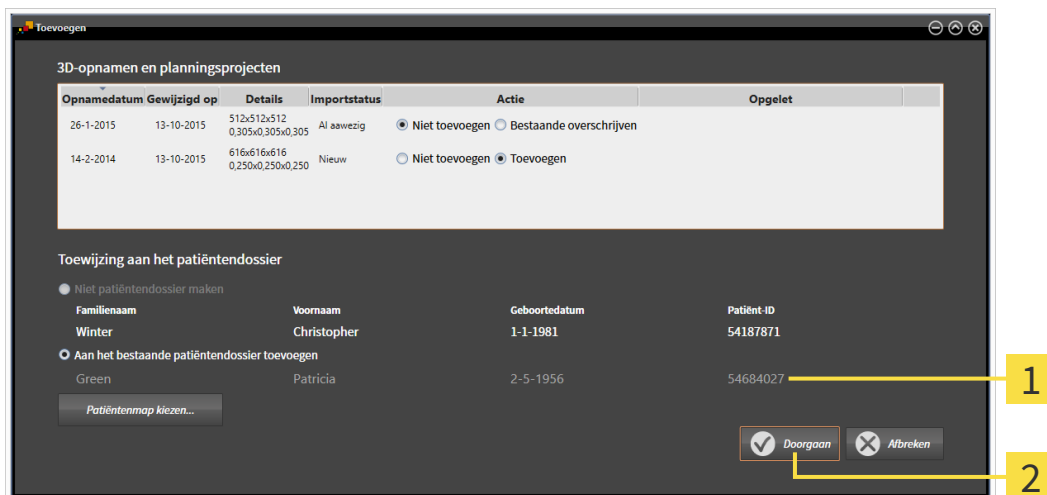 Toevoegen
3D-opnamen en planningsprojecten
Opnamedatum Gewijzigd op Details Importstatus Actie Opgelet
26-1-2015 13-10-2015 512x512x512 0,305x0,305x0,305 Al aawezig Niet toevoegen Bestaande overschrijven
14-2-2014 13-10-2015 616x616x616 0,250x0,250x0,250 Nieuw Niet toevoegen Toevoegen
Toewijzing aan het patiëntendossier
Niet patiëntendossier maken
Familienaam Voornaam Geboortedatum Patiënt-ID
Winter Christopher 1-1-1981 54187871
Aan het bestaande patiëntendossier toevoegen
Green Patricia 2-5-1956 54684027
1
Patiëntenmap kiezen...
Doorgaan Afbreken
2